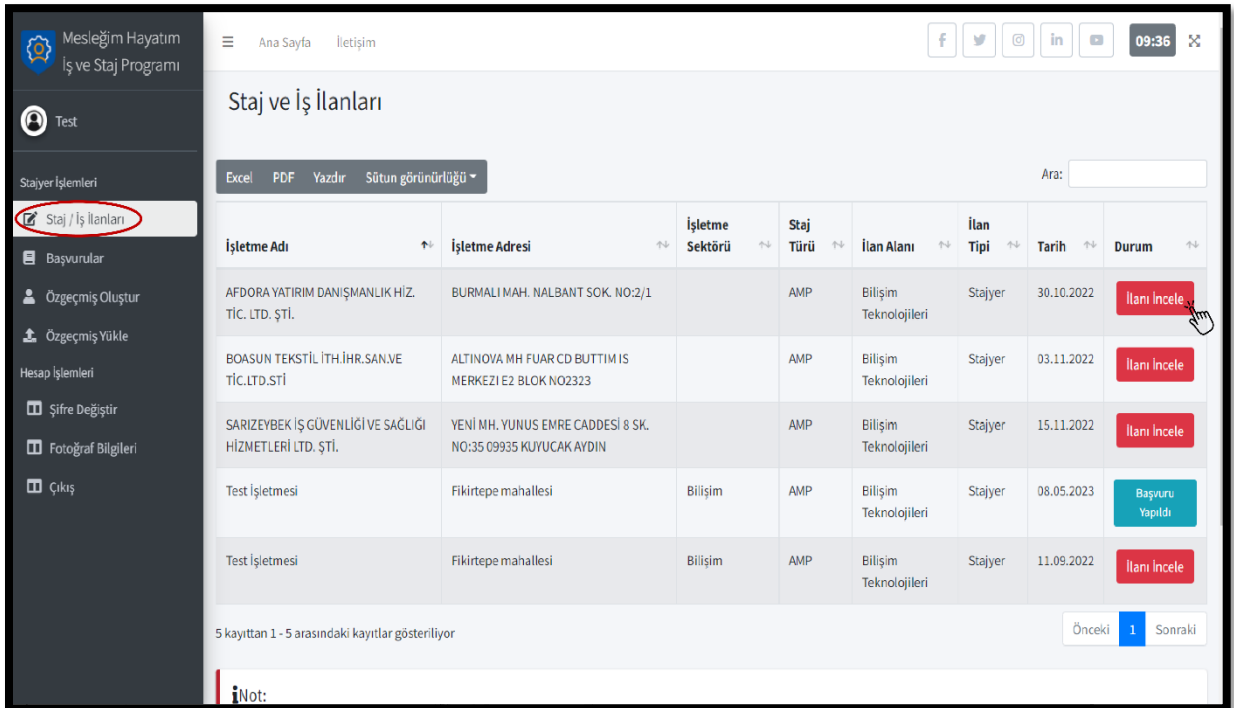 Mesleğim Hayatım
İş ve Staj Programı
Ana Sayfa İletişim
09:36
Test
Stajyer İşlemleri
Staj / İş İlanları
Başvurular
Özgeçmiş Oluştur
Özgeçmiş Yükle
Hesap İşlemleri
Şifre Değiştir
Fotoğraf Bilgileri
Çıkış
Staj ve İş İlanları
Excel PDF Yazdır Sütun görünürlüğü
Ara:
İşletme Adı İşletme Adresi İşletme Sektörü Staj Türü İlan Alanı İlan Tipi Tarih Durum
AFDORA YATIRIM DANIŞMANLIK HİZ. BURMALI MAH. NALBANT SOK. NO:2/1 AMP Bilişim Stajyer 30.10.2022 İlanı İncele
TİC. LTD. ŞTİ. Teknolojileri
BOASUN TEKSTİL İTH.İHR.SAN.VE ALTINOVA MH FUAR CD BUTTIM IS AMP Bilişim Stajyer 03.11.2022 İlanı İncele
TİC.LTD.STİ MERKEZI E2 BLOK NO2323 Teknolojileri
SARIZEYBEK İŞ GÜVENLİĞİ VE SAĞLIĞI YENİ MH. YUNUS EMRE CADDESİ 8 SK. AMP Bilişim Stajyer 15.11.2022 İlanı İncele
HİZMETLERİ LTD. ŞTİ. NO:35 09935 KUYUCAK AYDIN Teknolojileri
Test İşletmesi Fikirtepe mahallesi Bilişim AMP Bilişim Stajyer 08.05.2023 Başvuru
Teknolojileri Yapıldı
Test İşletmesi Fikirtepe mahallesi Bilişim AMP Bilişim Stajyer 11.09.2022 İlanı İncele
Teknolojileri
5 kayıttan 1 - 5 arasındaki kayıtlar gösteriliyor
Önceki 1 Sonraki
Not: